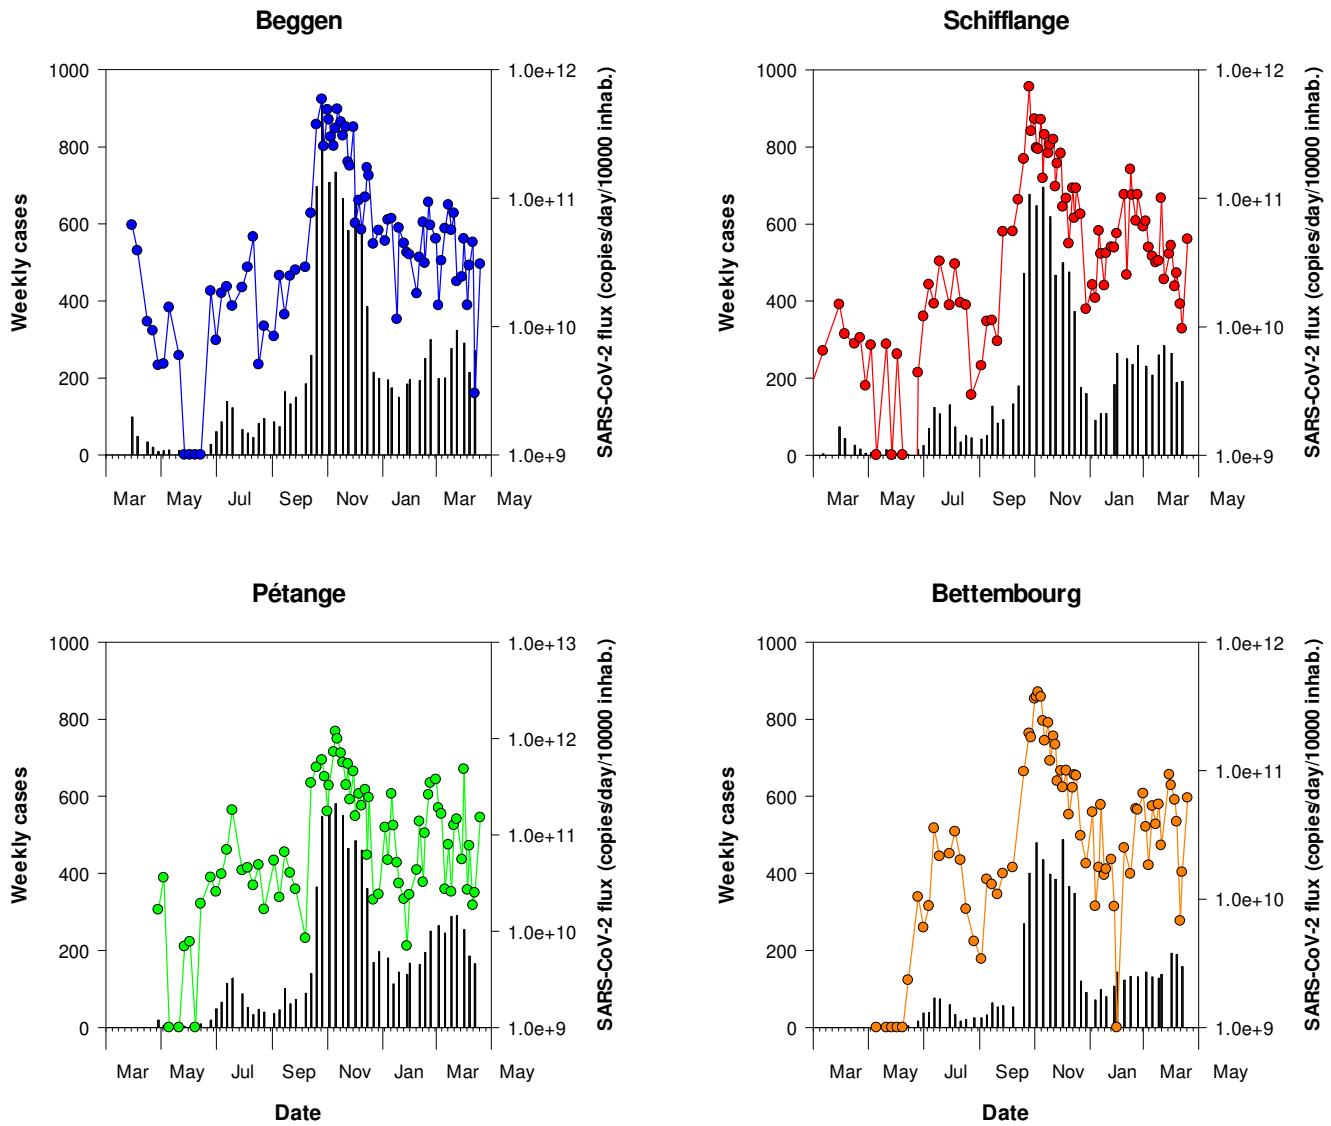 Beggen
Schifflange
1000
800
600
400
200
0
Weekly cases
1.0e+12
1.0e+11
1.0e+10
1.0e+9
SARS-CoV-2 flux (copies/day/10000 inhab.)
Mar May Jul Sep Nov Jan Mar May
1000
800
600
400
200
0
Weekly cases
1.0e+12
1.0e+11
1.0e+10
1.0e+9
SARS-CoV-2 flux (copies/day/10000 inhab.)
Mar May Jul Sep Nov Jan Mar May
Pétange
Bettembourg
1000
800
600
400
200
0
Weekly cases
1.0e+13
1.0e+12
1.0e+11
1.0e+10
1.0e+9
SARS-CoV-2 flux (copies/day/10000 inhab.)
Mar May Jul Sep Nov Jan Mar May
Date
1000
800
600
400
200
0
Weekly cases
1.0e+12
1.0e+11
1.0e+10
1.0e+9
SARS-CoV-2 flux (copies/day/10000 inhab.)
Mar May Jul Sep Nov Jan Mar May
Date